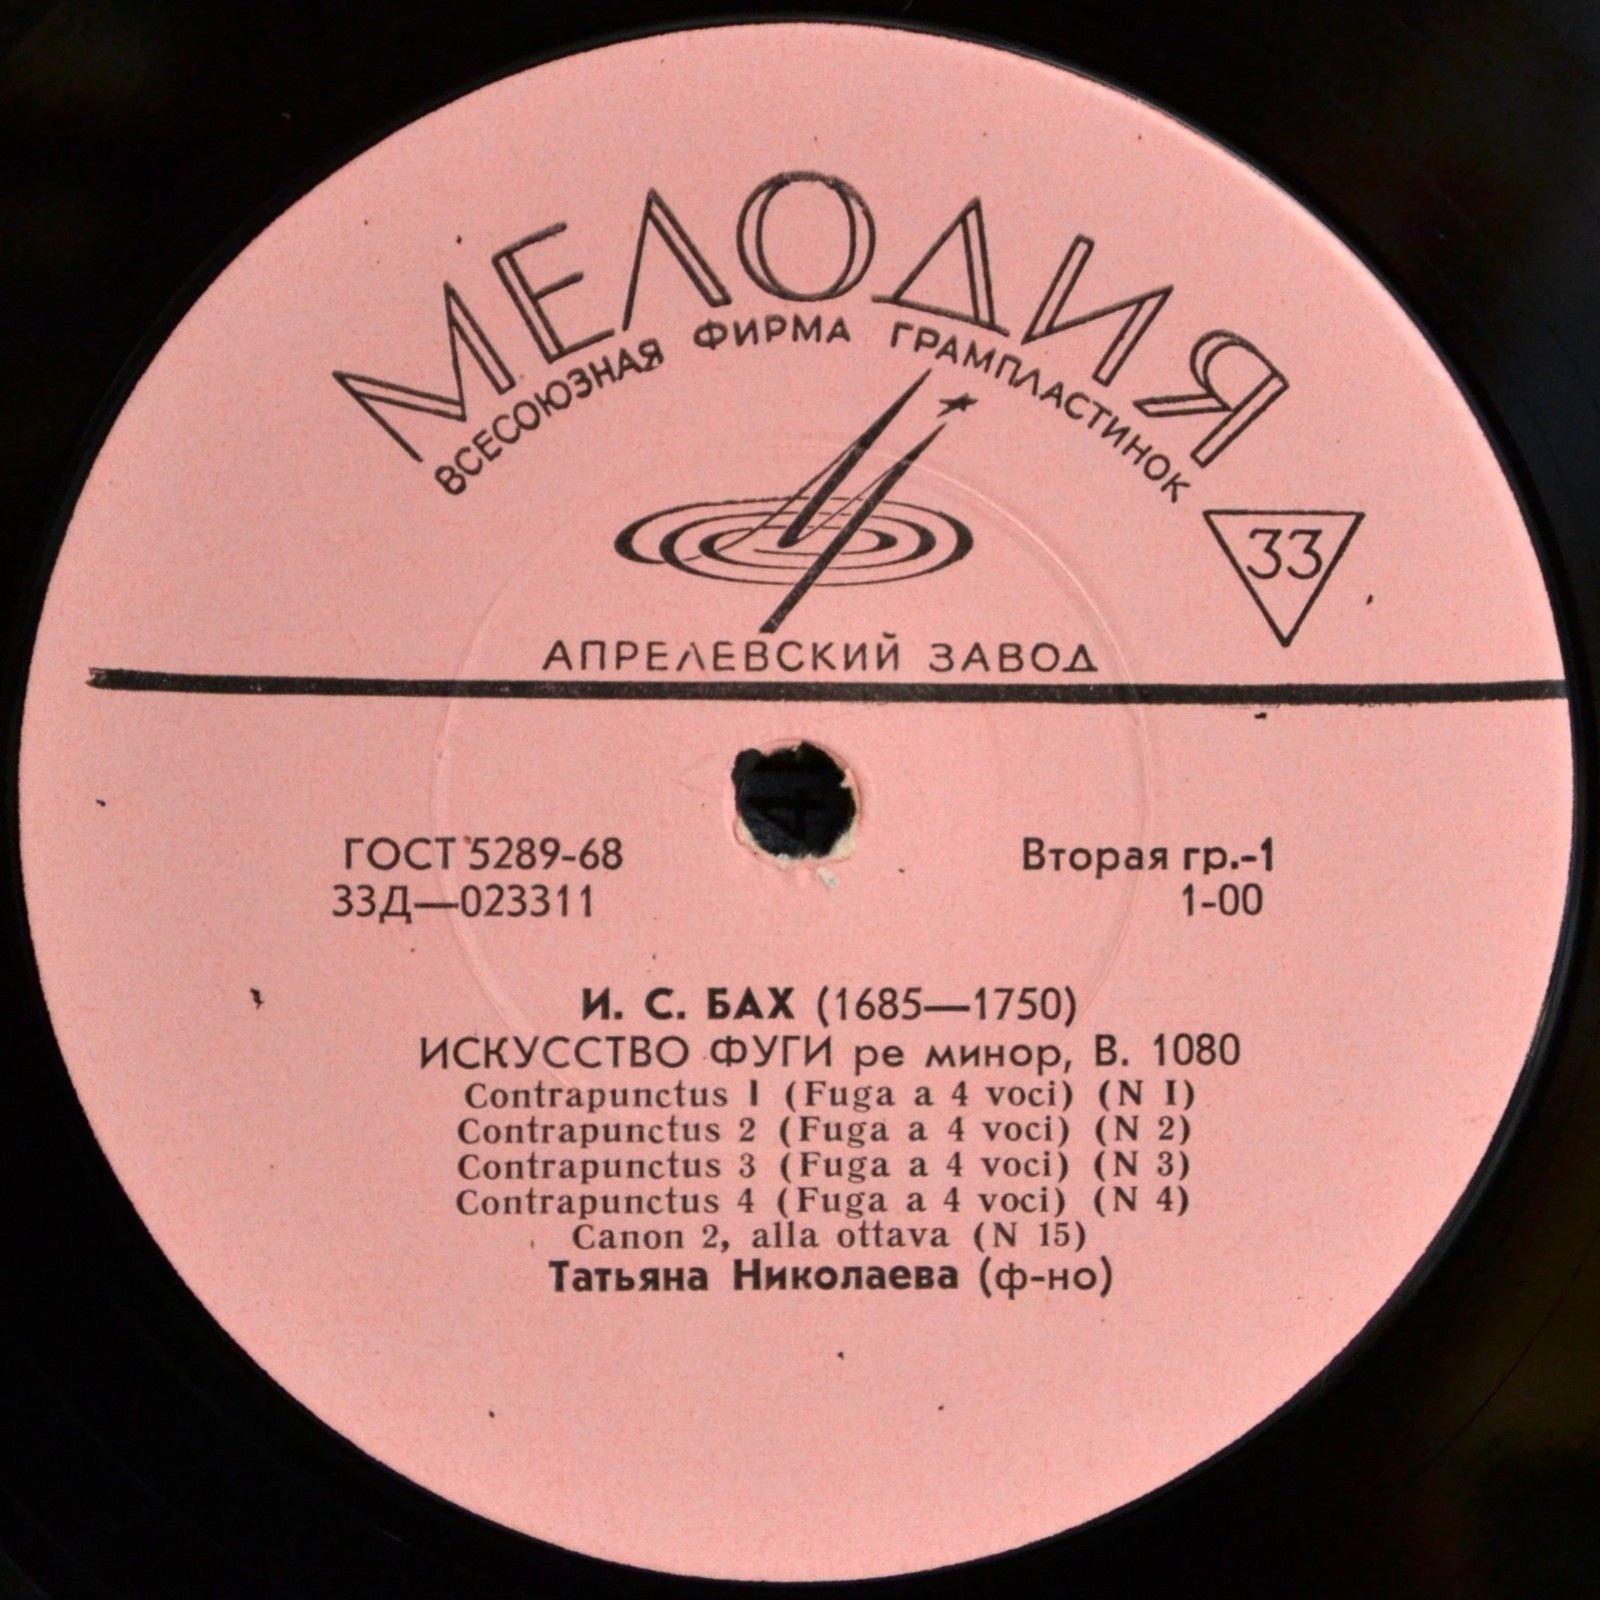 МЕЛОДИЯ
ВСЕСОЮЗНАЯ ФИРМА ГРАМПЛАСТИНОК
33
АПРЕЛЕВСКИЙ ЗАВОД
ГОСТ 5289-68
Вторая гр.-1
33Д—023311
1-00
И. С. БАХ (1685—1750)
ИСКУССТВО ФУГИ ре минор, В. 1080
Contrapunctus 1 (Fuga a 4 voci) (N 1)
Contrapunctus 2 (Fuga a 4 voci) (N 2)
Contrapunctus 3 (Fuga a 4 voci) (N 3)
Contrapunctus 4 (Fuga a 4 voci) (N 4)
Canon 2, alla ottava (N 15)
Татьяна Николаева (ф-но)